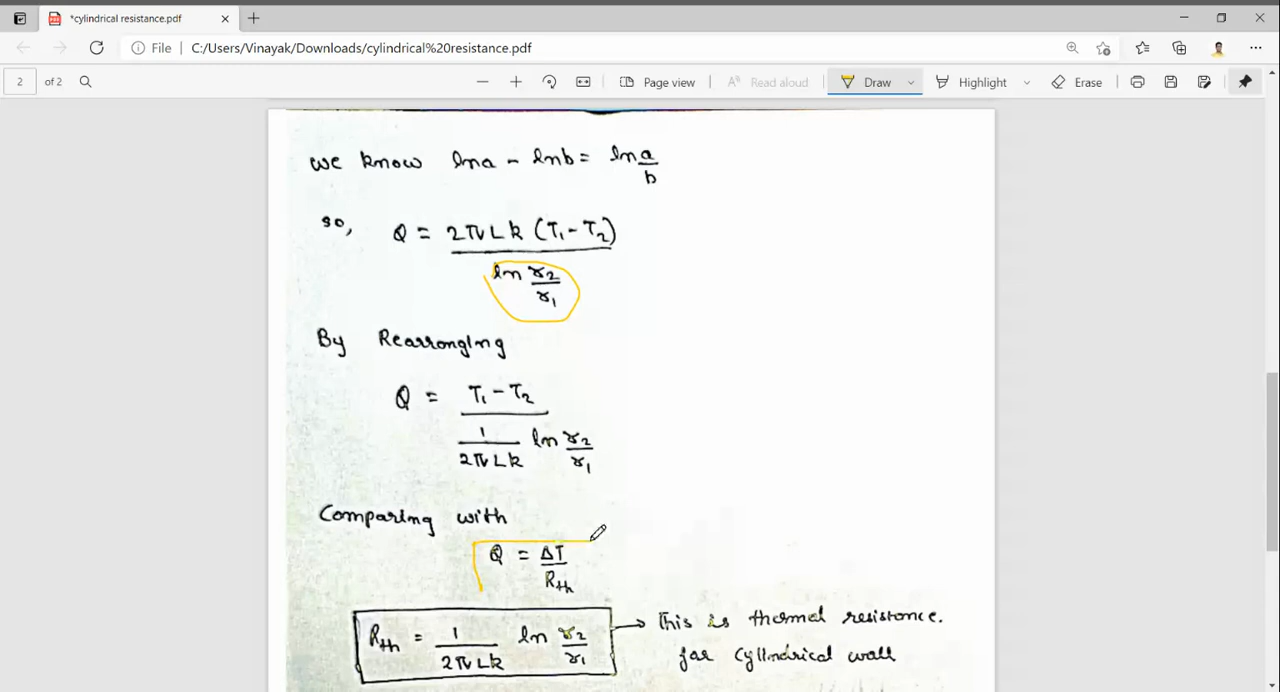 *cylindrical resistance.pdf
File | C:/Users/Vinayak/Downloads/cylindrical%20resistance.pdf
2 of 2 Page view Read aloud Draw Highlight Erase
we know lna - lnb = ln a/b
so, Q = 2πLk (T₁-T₂) / ln r₂/r₁
By Rearronging
Q = T₁-T₂ / 1/2πLk ln r₂/r₁
Comparing with
Q = ΔT/Rth
Rth = 1/2πLk ln r₂/r₁ → This is thermal resistance.
for Cylindrical wall